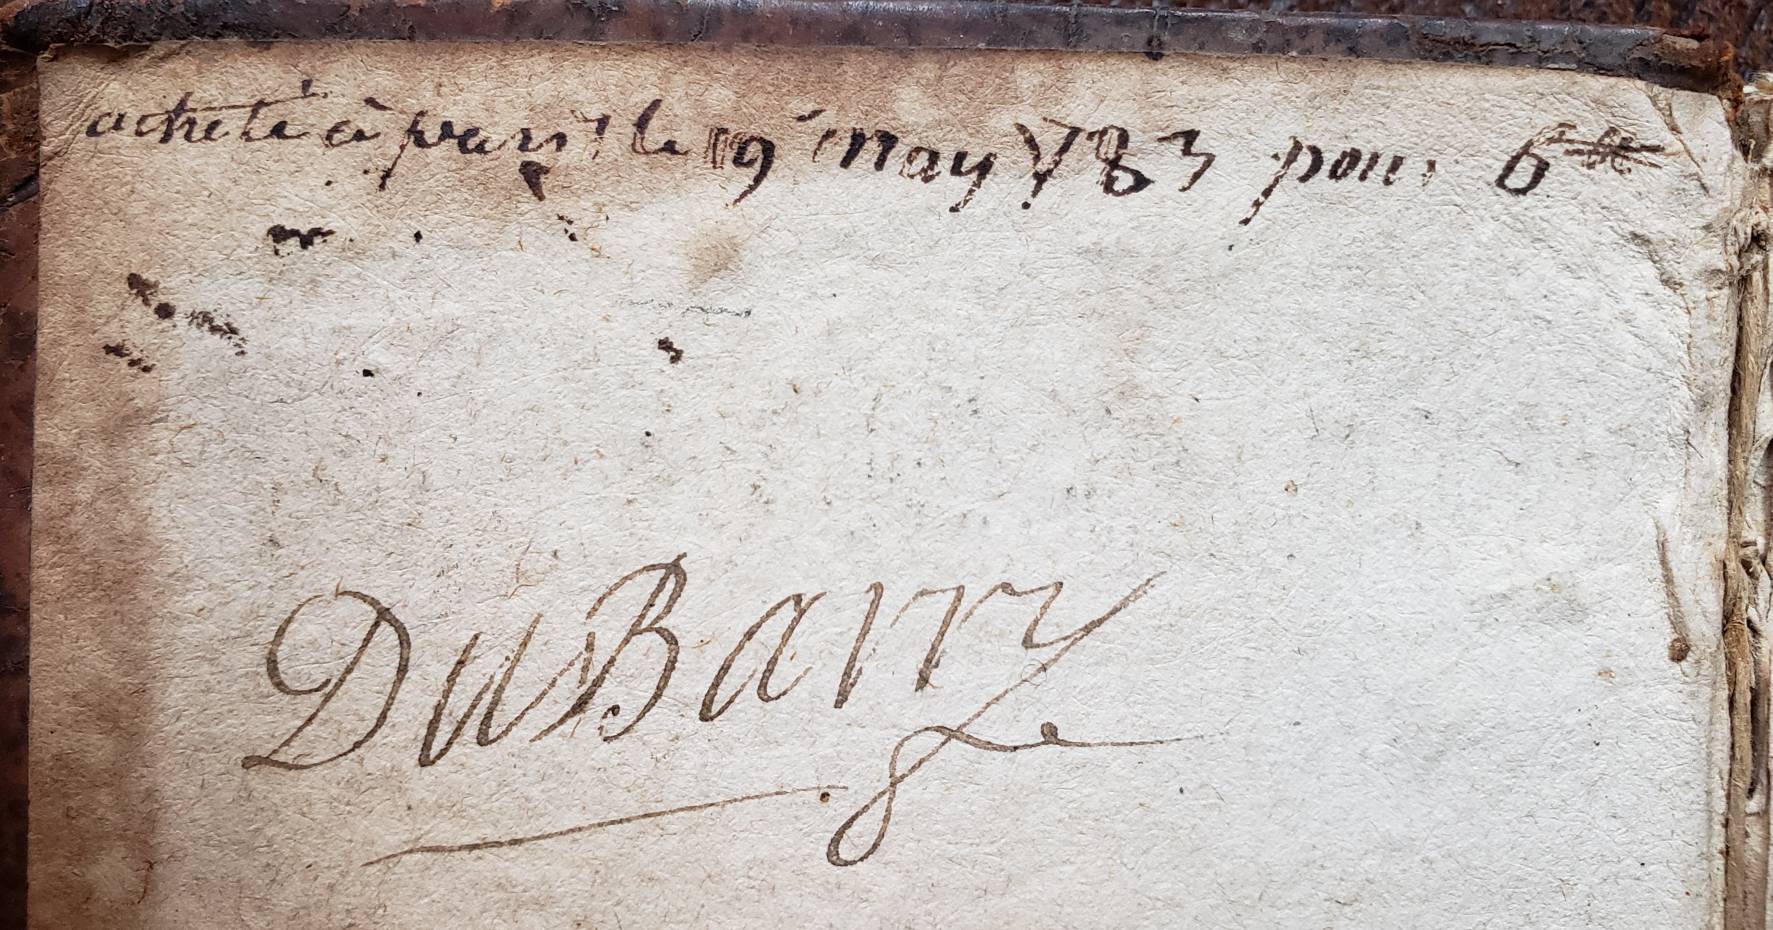 acheté à paris le 19 may 1783 pour 6 ₶
DuBarry